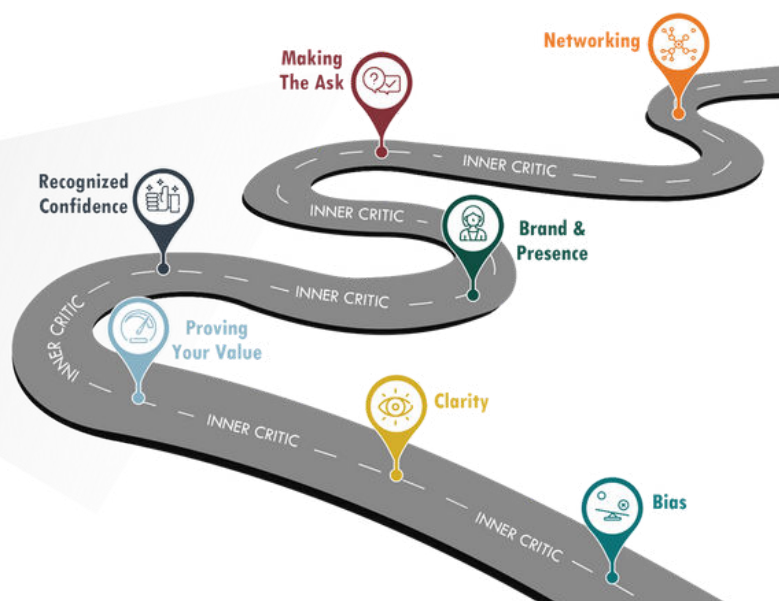 Networking
Making
The Ask
INNER CRITIC
Recognized
Confidence
INNER CRITIC
Brand &
Presence
INNER CRITIC
INNER CRITIC
Proving
Your Value
Clarity
INNER CRITIC
Bias
INNER CRITIC